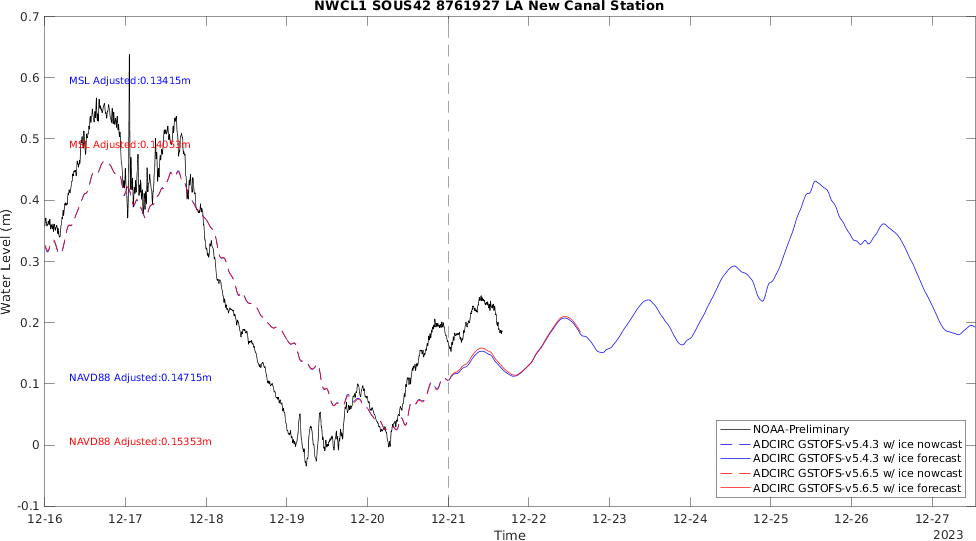 NWCL1 SOUS42 8761927 LA New Canal Station
0.7
0.6
0.5
0.4
0.3
0.2
0.1
0
-0.1
Water Level (m)
MSL Adjusted:0.13415m
MSL Adjusted:0.14053m
NAVD88 Adjusted:0.14715m
NAVD88 Adjusted:0.15353m
NOAA-Preliminary
ADCIRC GSTOFS-v5.4.3 w/ ice nowcast
ADCIRC GSTOFS-v5.4.3 w/ ice forecast
ADCIRC GSTOFS-v5.6.5 w/ ice nowcast
ADCIRC GSTOFS-v5.6.5 w/ ice forecast
12-16 12-17 12-18 12-19 12-20 12-21 12-22 12-23 12-24 12-25 12-26 12-27
Time
2023